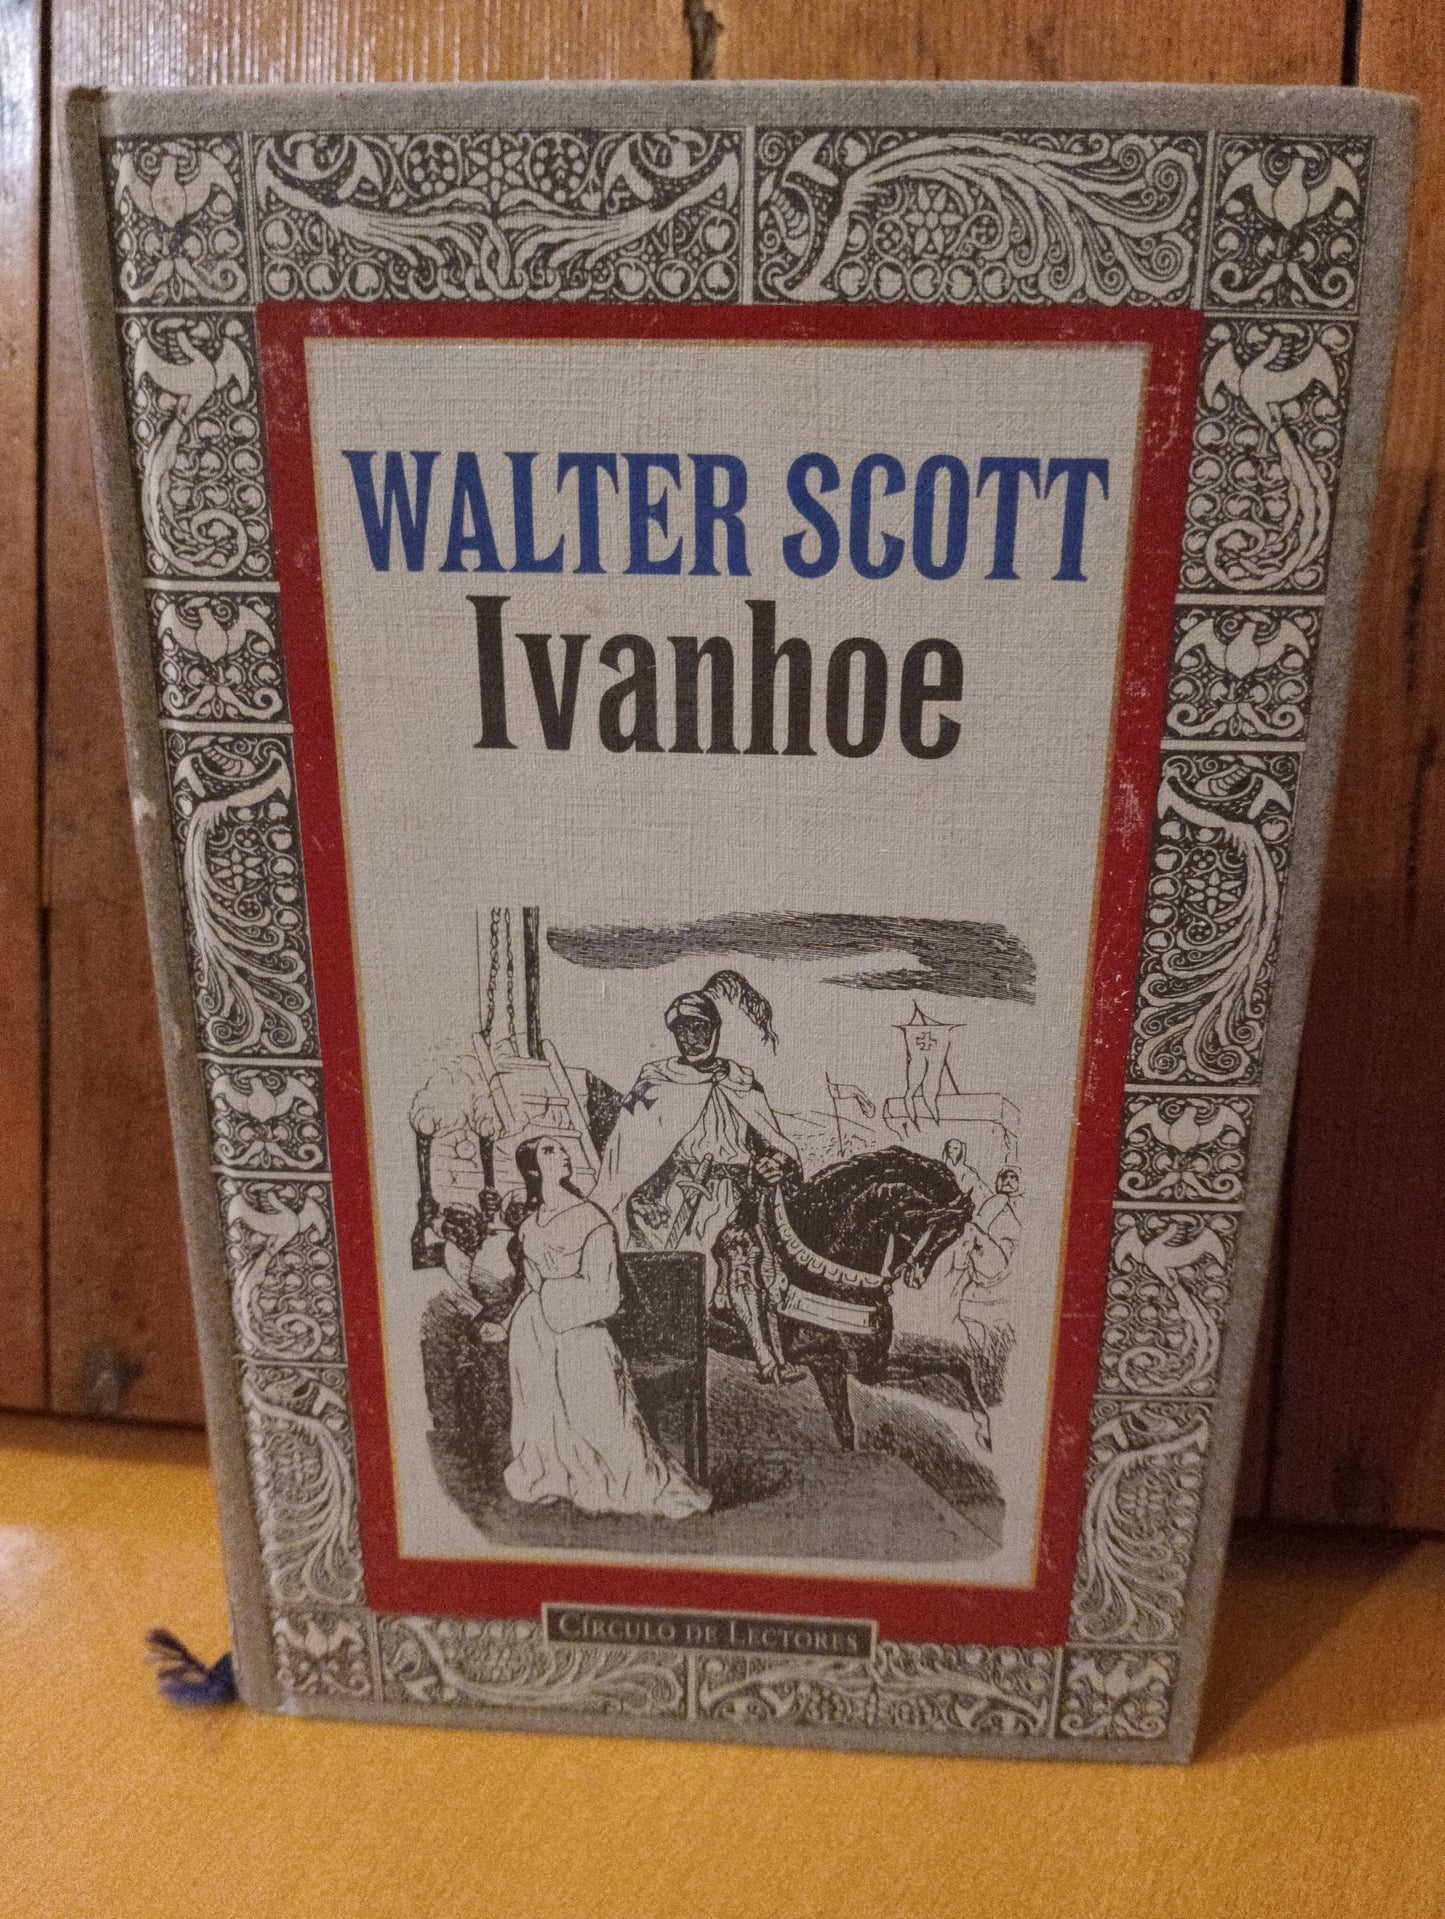 WALTER SCOTT
Ivanhoe
CÍRCULO DE LECTORES